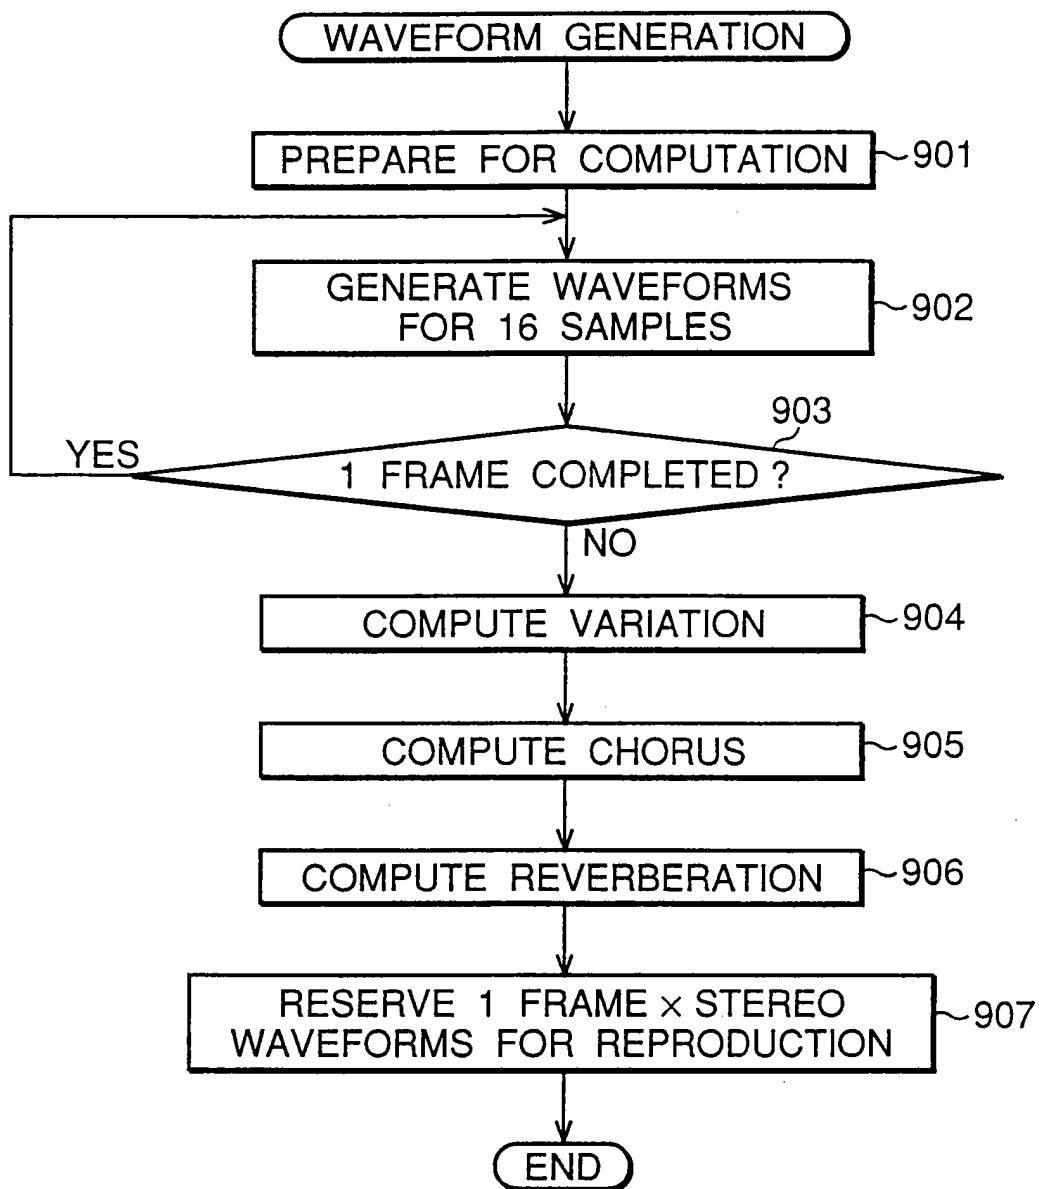 WAVEFORM GENERATION
PREPARE FOR COMPUTATION
901
GENERATE WAVEFORMS
FOR 16 SAMPLES
902
903
YES
1 FRAME COMPLETED ?
NO
COMPUTE VARIATION
904
COMPUTE CHORUS
905
COMPUTE REVERBERATION
906
RESERVE 1 FRAME × STEREO
WAVEFORMS FOR REPRODUCTION
907
END